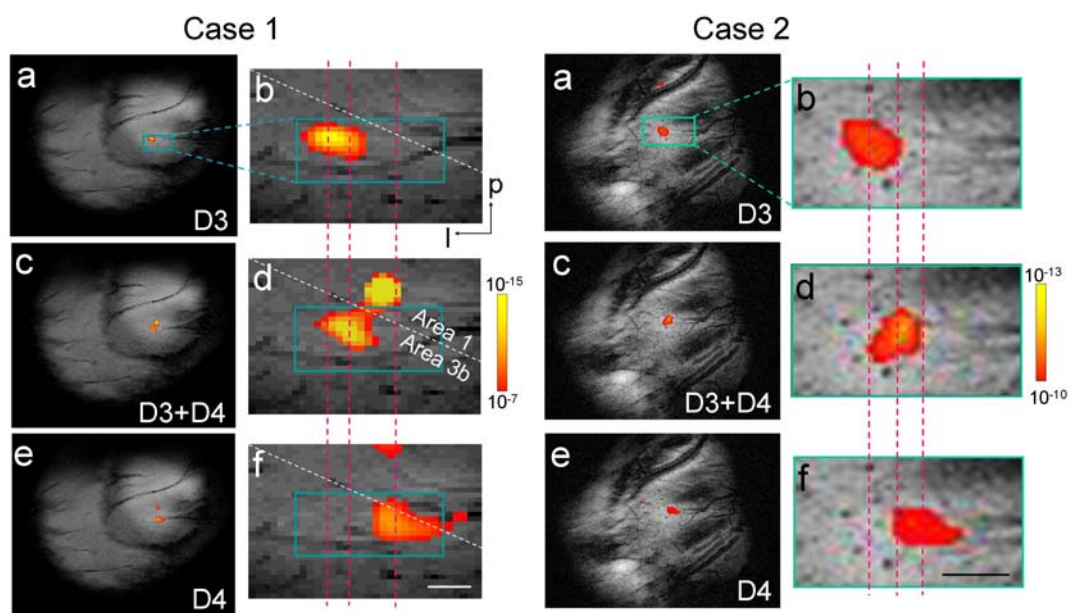 Case 1
Case 2
a
D3
b
p
l
a
D3
b
c
D3+D4
d
Area 1
Area 3b
10-15
10-7
c
D3+D4
d
10-13
10-10
e
D4
f
e
D4
f